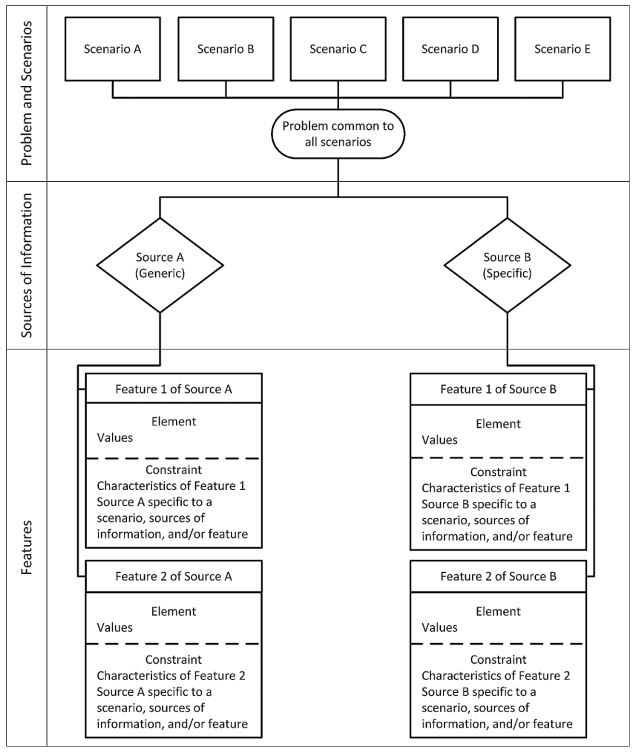 Problem and Scenarios
Scenario A
Scenario B
Scenario C
Scenario D
Scenario E
Problem common to
all scenarios
Sources of Information
Source A
(Generic)
Source B
(Specific)
Features
Feature 1 of Source A
Element
Values
Constraint
Characteristics of Feature 1
Source A specific to a
scenario, sources of
information, and/or feature
Feature 2 of Source A
Element
Values
Constraint
Characteristics of Feature 2
Source A specific to a
scenario, sources of
information, and/or feature
Feature 1 of Source B
Element
Values
Constraint
Characteristics of Feature 1
Source B specific to a
scenario, sources of
information, and/or feature
Feature 2 of Source B
Element
Values
Constraint
Characteristics of Feature 2
Source B specific to a
scenario, sources of
information, and/or feature